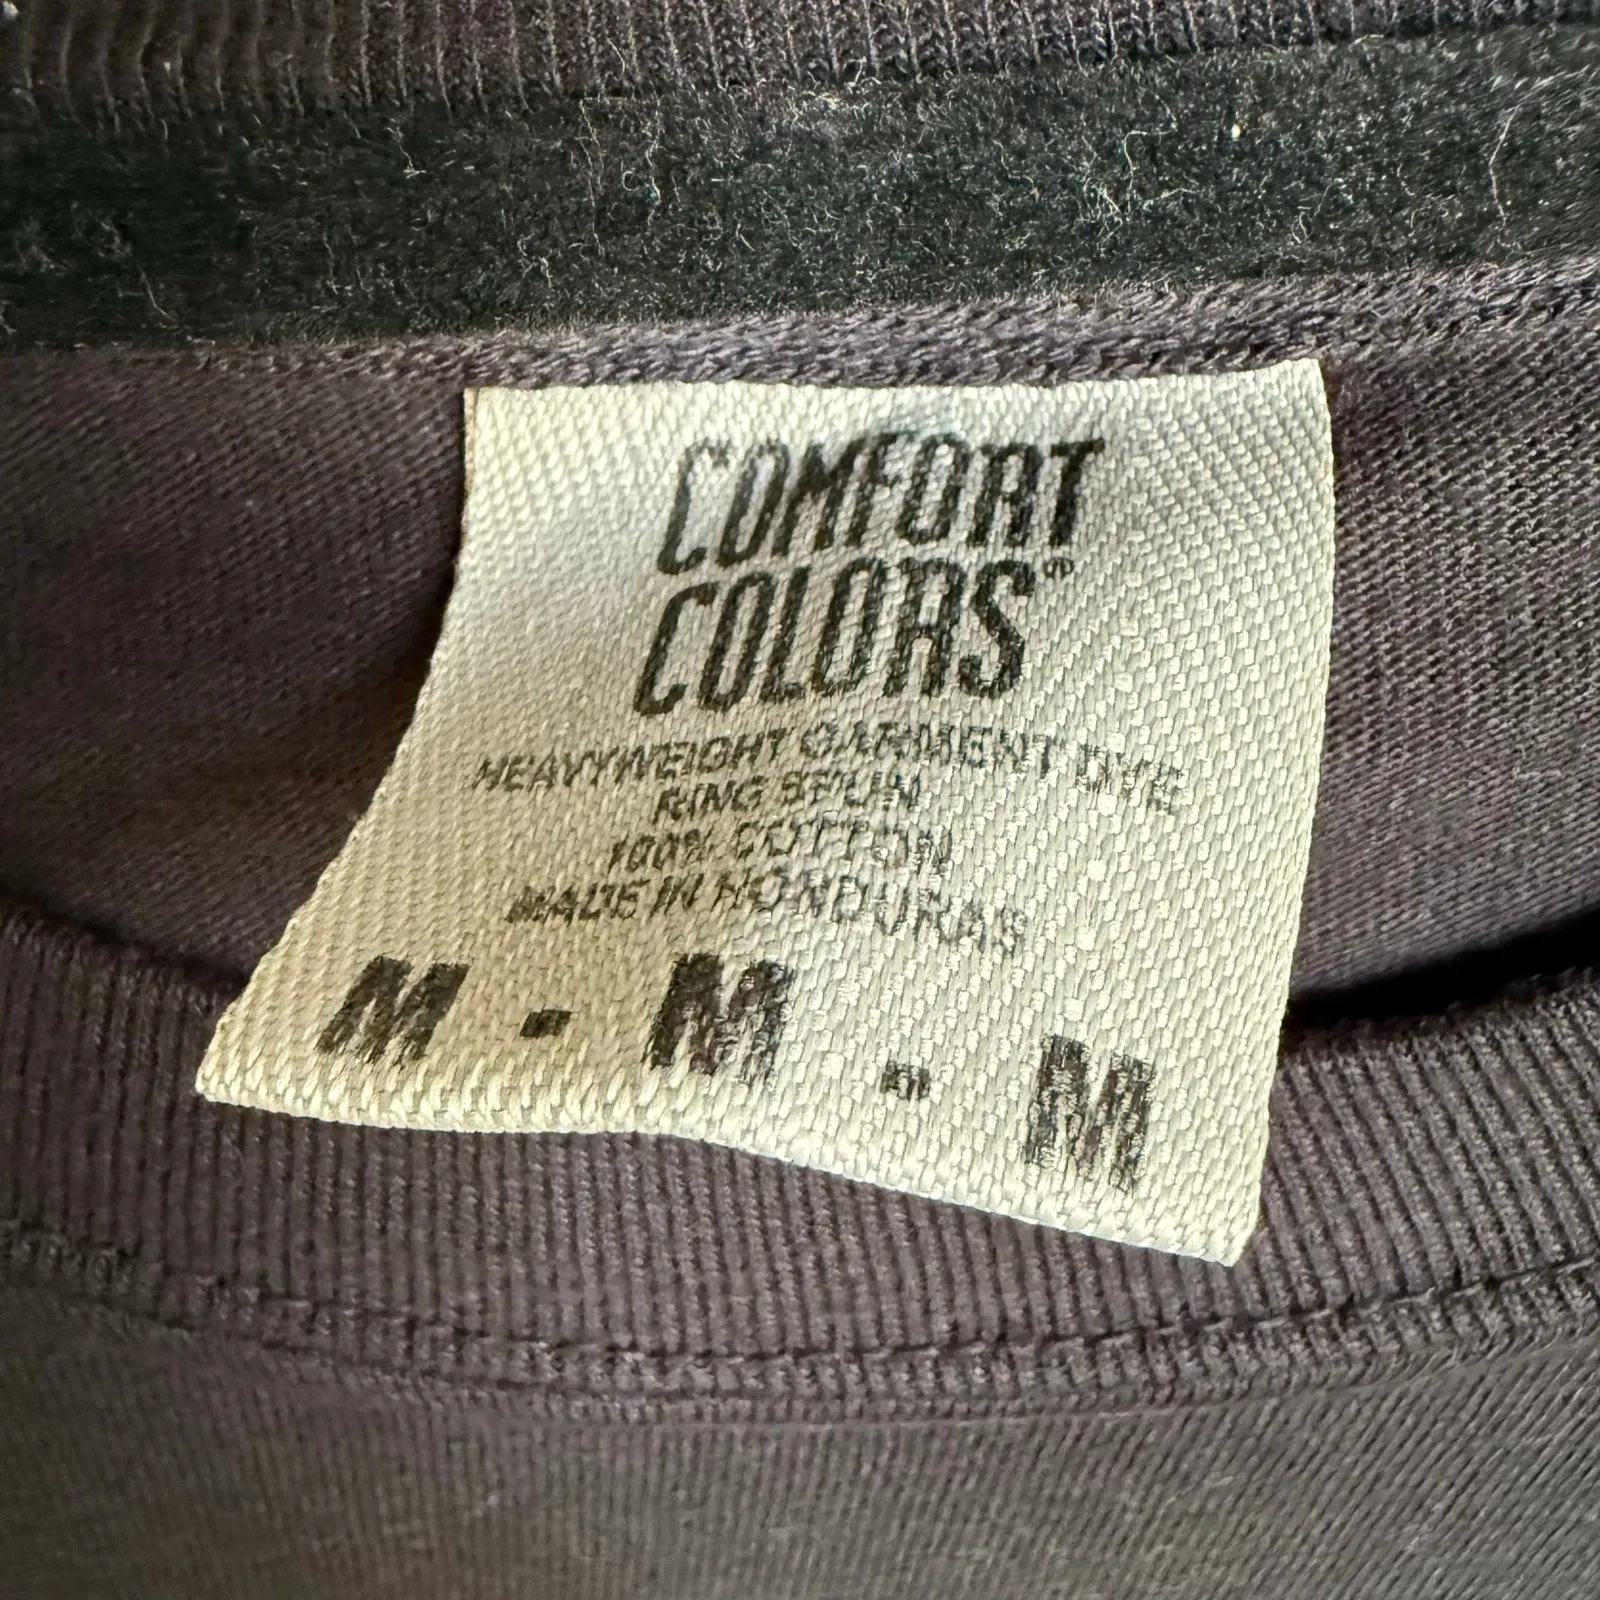 COMFORT
COLORS®
HEAVYWEIGHT GARMENT DYE
RING SPUN
100% COTTON
MADE IN HONDURAS
M - M - M